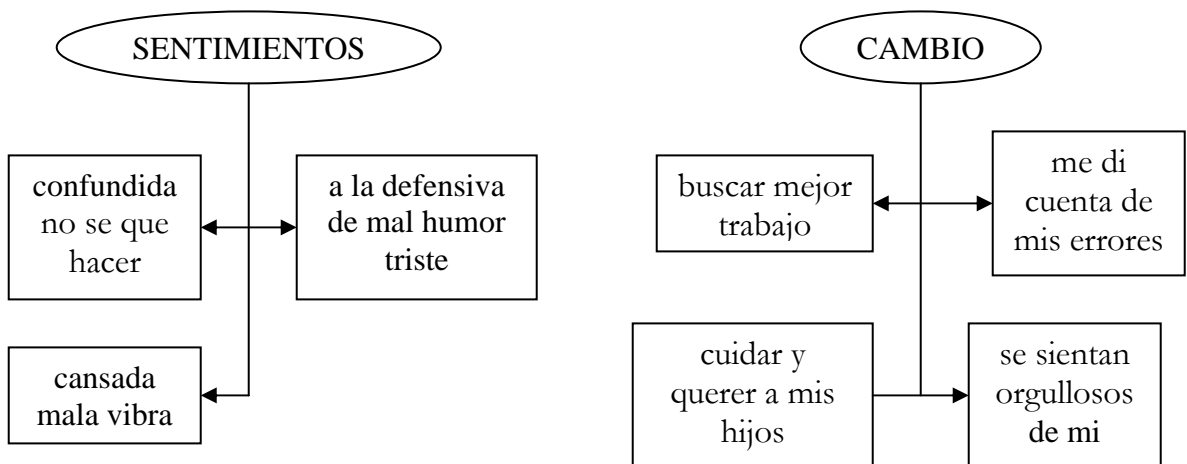 SENTIMIENTOS
confundida
no se que
hacer
a la defensiva
de mal humor
triste
cansada
mala vibra
CAMBIO
buscar mejor
trabajo
me di
cuenta de
mis errores
cuidar y
querer a mis
hijos
se sientan
orgullosos
de mi